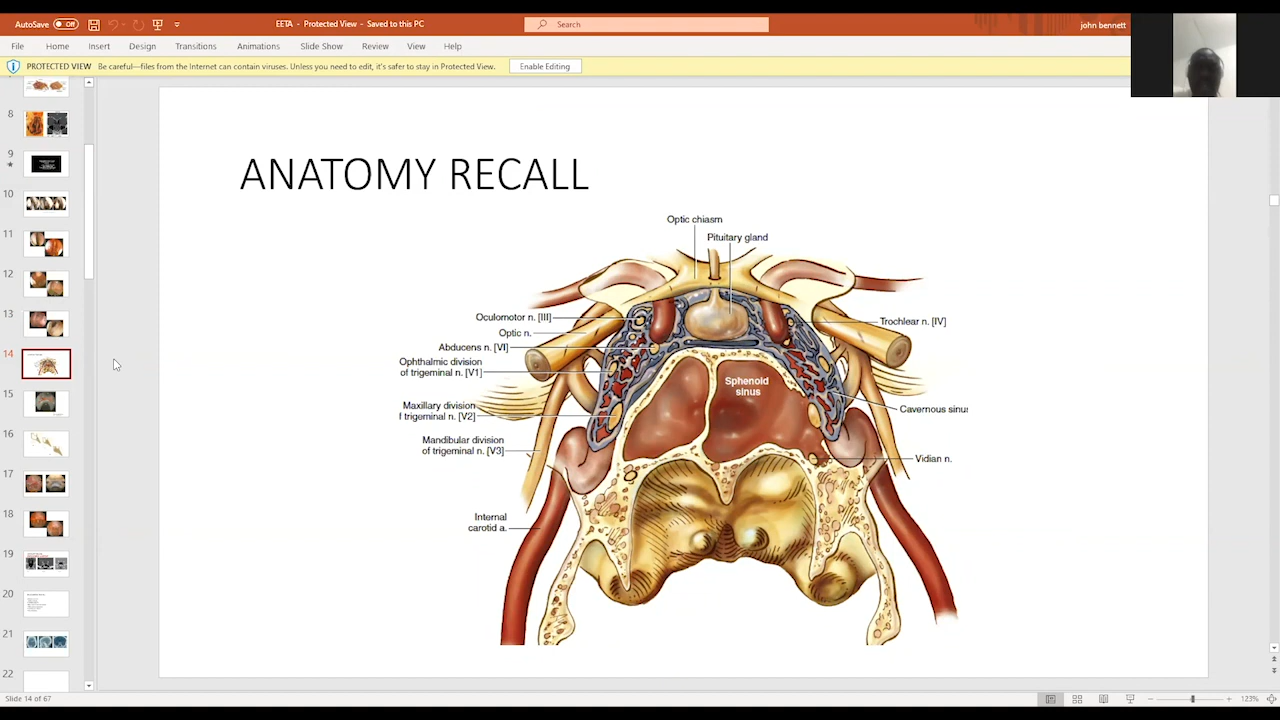 AutoSave
Off
EETA - Protected View - Saved to this PC
Search
john bennett
File Home Insert Design Transitions Animations Slide Show Review View Help
PROTECTED VIEW Be careful—files from the Internet can contain viruses. Unless you need to edit, it's safer to stay in Protected View.
Enable Editing
8
9
10
11
12
13
14
15
16
17
18
19
20
21
22
ANATOMY RECALL
Optic chiasm
Pituitary gland
Oculomotor n. [III]
Optic n.
Abducens n. [VI]
Ophthalmic division
of trigeminal n. [V1]
Maxillary division
f trigeminal n. [V2]
Mandibular division
of trigeminal n. [V3]
Internal
carotid a.
Sphenoid
sinus
Trochlear n. [IV]
Cavernous sinus
Vidian n.
Slide 14 of 67
123%